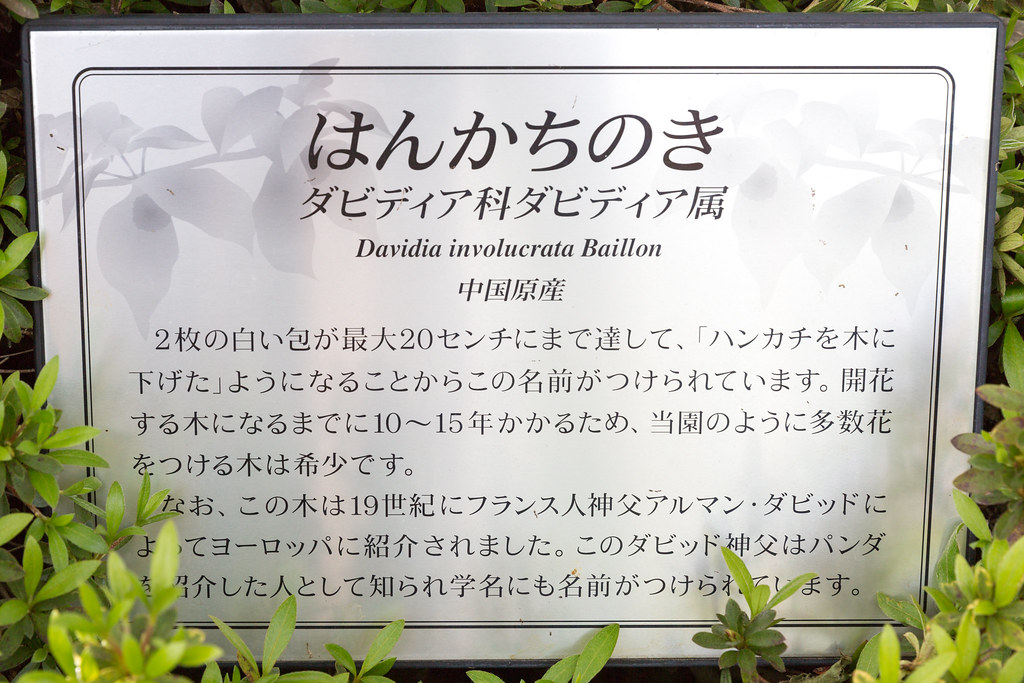 はんかちのき
ダビディア科ダビディア属
Davidia involucrata Baillon
中国原産
2枚の白い包が最大20センチにまで達して、「ハンカチを木に
下げた」ようになることからこの名前がつけられています。開花
する木になるまでに10〜15年かかるため、当園のように多数花
をつける木は希少です。
なお、この木は19世紀にフランス人神父アルマン・ダビッドに
よってヨーロッパに紹介されました。このダビッド神父はパンダ
を紹介した人として知られ学名にも名前がつけられています。